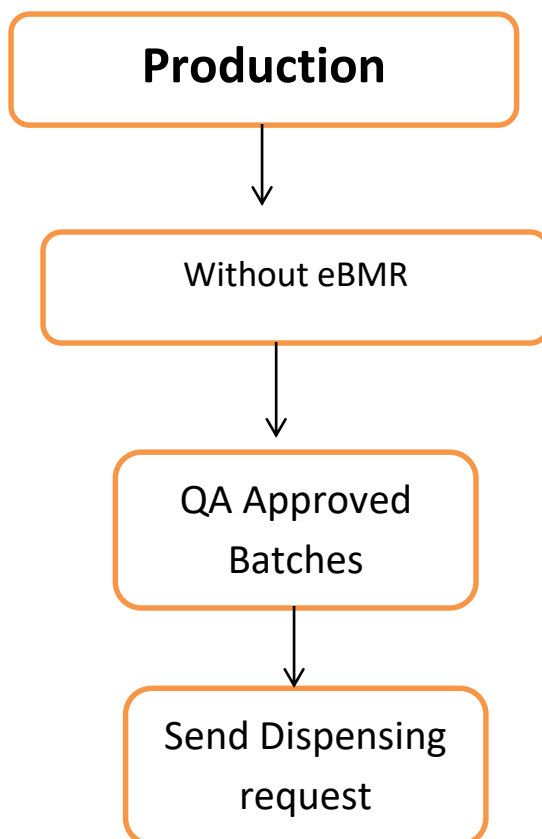 Production
Without eBMR
QA Approved
Batches
Send Dispensing
request